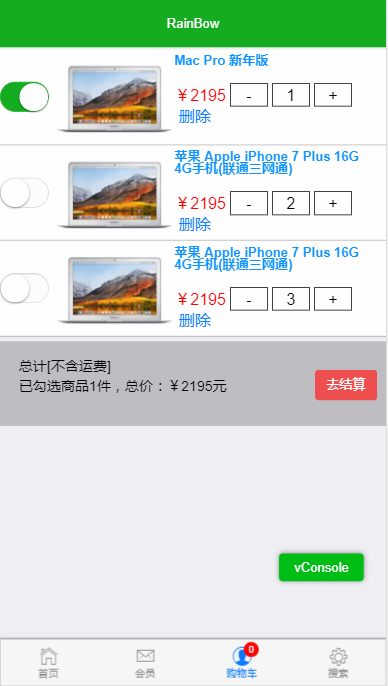 RainBow
Mac Pro 新年版
￥2195 - 1 +
删除
苹果 Apple iPhone 7 Plus 16G
4G手机(联通三网通)
￥2195 - 2 +
删除
苹果 Apple iPhone 7 Plus 16G
4G手机(联通三网通)
￥2195 - 3 +
删除
总计[不含运费]
已勾选商品1件，总价：￥2195元
去结算
vConsole
0
首页 会员 购物车 搜索